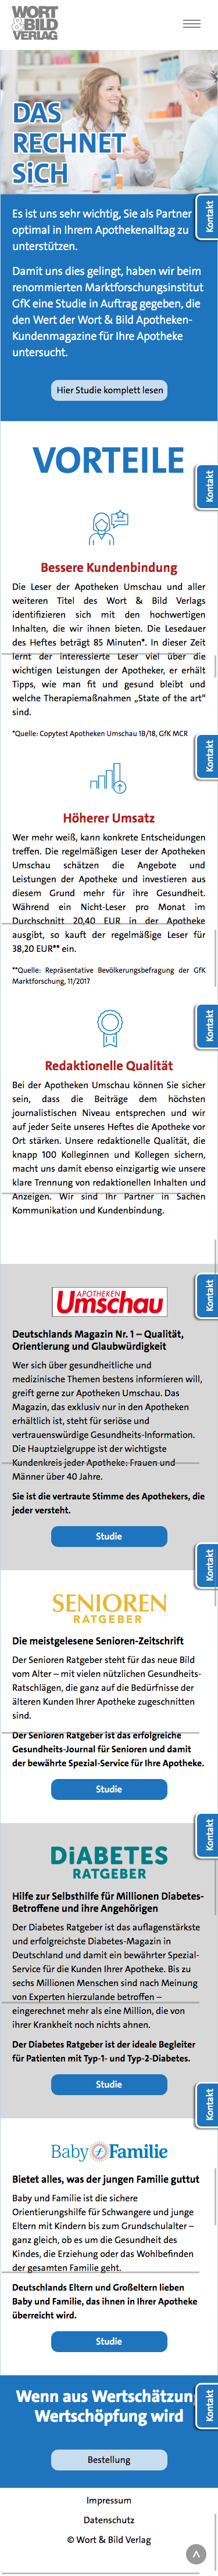 WORT
&BILD
VERLAG
DAS
RECHNET
SiCH
Kontakt
Es ist uns sehr wichtig, Sie als Partner
optimal in Ihrem Apothekenalltag zu
unterstützen.
Damit uns dies gelingt, haben wir beim
renommierten Marktforschungsinstitut
GfK eine Studie in Auftrag gegeben, die
den Wert der Wort & Bild Apotheken-
Kundenmagazine für Ihre Apotheke
untersucht.
Hier Studie komplett lesen
VORTEILE
Kontakt
Bessere Kundenbindung
Die Leser der Apotheken Umschau und aller
weiteren Titel des Wort & Bild Verlags
identifizieren sich mit den hochwertigen
Inhalten, die wir ihnen bieten. Die Lesedauer
des Heftes beträgt 85 Minuten*. In dieser Zeit
lernt der interessierte Leser viel über die
wichtigen Leistungen der Apotheker, er erhält
Tipps, wie man fit und gesund bleibt und
welche Therapiemaßnahmen „State of the art“
sind.
*Quelle: Copytest Apotheken Umschau 1B/18, GfK MCR
Kontakt
Höherer Umsatz
Wer mehr weiß, kann konkrete Entscheidungen
treffen. Die regelmäßigen Leser der Apotheken
Umschau schätzen die Angebote und
Leistungen der Apotheke und investieren aus
diesem Grund mehr für ihre Gesundheit.
Während ein Nicht-Leser pro Monat im
Durchschnitt 20,40 EUR in der Apotheke
ausgibt, so kauft der regelmäßige Leser für
38,20 EUR** ein.
**Quelle: Repräsentative Bevölkerungsbefragung der GfK
Marktforschung, 11/2017
Kontakt
Redaktionelle Qualität
Bei der Apotheken Umschau können Sie sicher
sein, dass die Beiträge dem höchsten
journalistischen Niveau entsprechen und wir
auf jeder Seite unseres Heftes die Apotheke vor
Ort stärken. Unsere redaktionelle Qualität, die
knapp 100 Kolleginnen und Kollegen sichern,
macht uns damit ebenso einzigartig wie unsere
klare Trennung von redaktionellen Inhalten und
Anzeigen. Wir sind Ihr Partner in Sachen
Kommunikation und Kundenbindung.
Kontakt
APOTHEKEN
Umschau
Deutschlands Magazin Nr. 1 – Qualität,
Orientierung und Glaubwürdigkeit
Wer sich über gesundheitliche und
medizinische Themen bestens informieren will,
greift gerne zur Apotheken Umschau. Das
Magazin, das exklusiv nur in den Apotheken
erhältlich ist, steht für seriöse und
vertrauenswürdige Gesundheits-Information.
Die Hauptzielgruppe ist der wichtigste
Kundenkreis jeder Apotheke: Frauen und
Männer über 40 Jahre.
Sie ist die vertraute Stimme des Apothekers, die
jeder versteht.
Studie
Kontakt
SENIOREN
RATGEBER
Die meistgelesene Senioren-Zeitschrift
Der Senioren Ratgeber steht für das neue Bild
vom Alter – mit vielen nützlichen Gesundheits-
Ratschlägen, die ganz auf die Bedürfnisse der
älteren Kunden Ihrer Apotheke zugeschnitten
sind.
Der Senioren Ratgeber ist das erfolgreiche
Gesundheits-Journal für Senioren und damit
der bewährte Spezial-Service für Ihre Apotheke.
Studie
Kontakt
DiABETES
RATGEBER
Hilfe zur Selbsthilfe für Millionen Diabetes-
Betroffene und ihre Angehörigen
Der Diabetes Ratgeber ist das auflagenstärkste
und erfolgreichste Diabetes-Magazin in
Deutschland und damit ein bewährter Spezial-
Service für die Kunden Ihrer Apotheke. Bis zu
sechs Millionen Menschen sind nach Meinung
von Experten hierzulande betroffen –
eingerechnet mehr als eine Million, die von
ihrer Krankheit noch nichts ahnen.
Der Diabetes Ratgeber ist der ideale Begleiter
für Patienten mit Typ-1- und Typ-2-Diabetes.
Studie
Kontakt
Baby Familie
Bietet alles, was der jungen Familie guttut
Baby und Familie ist die sichere
Orientierungshilfe für Schwangere und junge
Eltern mit Kindern bis zum Grundschulalter –
ganz gleich, ob es um die Gesundheit des
Kindes, die Erziehung oder das Wohlbefinden
der gesamten Familie geht.
Deutschlands Eltern und Großeltern lieben
Baby und Familie, das ihnen in Ihrer Apotheke
überreicht wird.
Studie
Kontakt
Wenn aus Wertschätzun
Wertschöpfung wird
Bestellung
Impressum
Datenschutz
© Wort & Bild Verlag